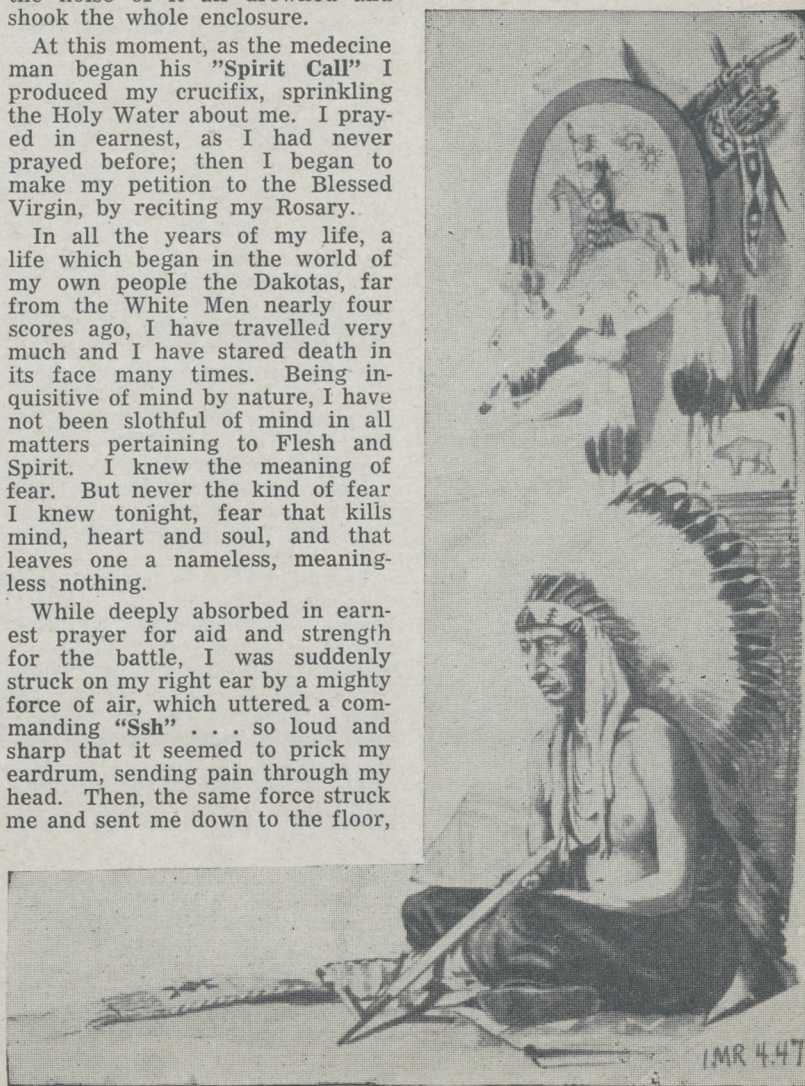 shook the whole enclosure.
At this moment, as the medecine
man began his "Spirit Call" I
produced my crucifix, sprinkling
the Holy Water about me. I pray-
ed in earnest, as I had never
prayed before; then I began to
make my petition to the Blessed
Virgin, by reciting my Rosary.
In all the years of my life, a
life which began in the world of
my own people the Dakotas, far
from the White Men nearly four
scores ago, I have travelled very
much and I have stared death in
its face many times. Being in-
quisitive of mind by nature, I have
not been slothful of mind in all
matters pertaining to Flesh and
Spirit. I knew the meaning of
fear. But never the kind of fear
I knew tonight, fear that kills
mind, heart and soul, and that
leaves one a nameless, meaning-
less nothing.
While deeply absorbed in earn-
est prayer for aid and strength
for the battle, I was suddenly
struck on my right ear by a mighty
force of air, which uttered a com-
manding "Ssh" . . . so loud and
sharp that it seemed to prick my
eardrum, sending pain through my
head. Then, the same force struck
me and sent me down to the floor,
I.MR 4.47